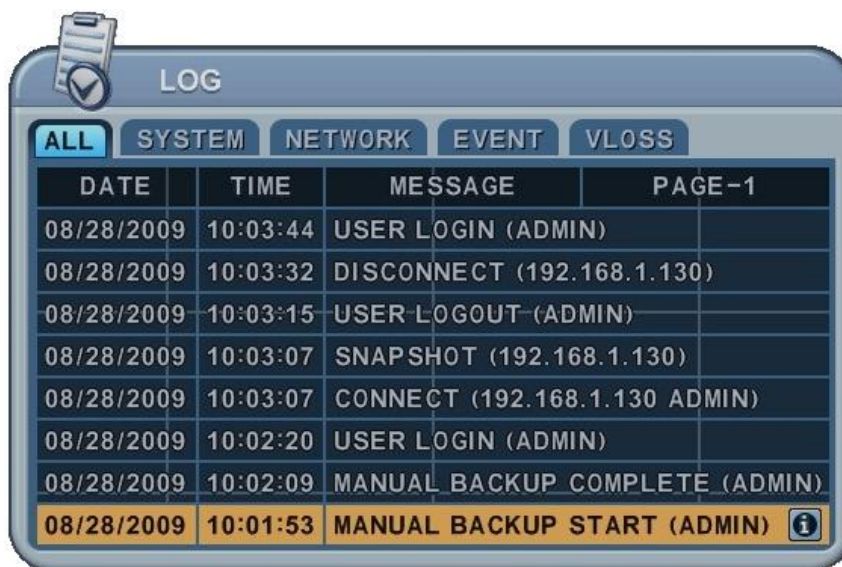 LOG
ALL SYSTEM NETWORK EVENT VLOSS
DATE TIME MESSAGE PAGE-1
08/28/2009 10:03:44 USER LOGIN (ADMIN)
08/28/2009 10:03:32 DISCONNECT (192.168.1.130)
08/28/2009 10:03:15 USER LOGOUT (ADMIN)
08/28/2009 10:03:07 SNAPSHOT (192.168.1.130)
08/28/2009 10:03:07 CONNECT (192.168.1.130 ADMIN)
08/28/2009 10:02:20 USER LOGIN (ADMIN)
08/28/2009 10:02:09 MANUAL BACKUP COMPLETE (ADMIN)
08/28/2009 10:01:53 MANUAL BACKUP START (ADMIN)